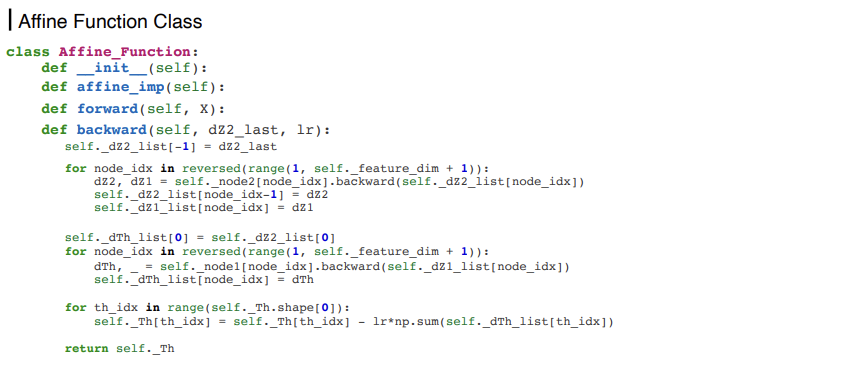 Affine Function Class
class Affine_Function:
    def __init__(self):
    def affine_imp(self):
    def forward(self, X):
    def backward(self, dZ2_last, lr):
        self._dZ2_list[-1] = dZ2_last
        for node_idx in reversed(range(1, self._feature_dim + 1)):
            dZ2, dZ1 = self._node2[node_idx].backward(self._dZ2_list[node_idx])
            self._dZ2_list[node_idx-1] = dZ2
            self._dZ1_list[node_idx] = dZ1
        self._dTh_list[0] = self._dZ2_list[0]
        for node_idx in reversed(range(1, self._feature_dim + 1)):
            dTh, _ = self._node1[node_idx].backward(self._dZ1_list[node_idx])
            self._dTh_list[node_idx] = dTh
        for th_idx in range(self._Th.shape[0]):
            self._Th[th_idx] = self._Th[th_idx] - lr*np.sum(self._dTh_list[th_idx])
        return self._Th